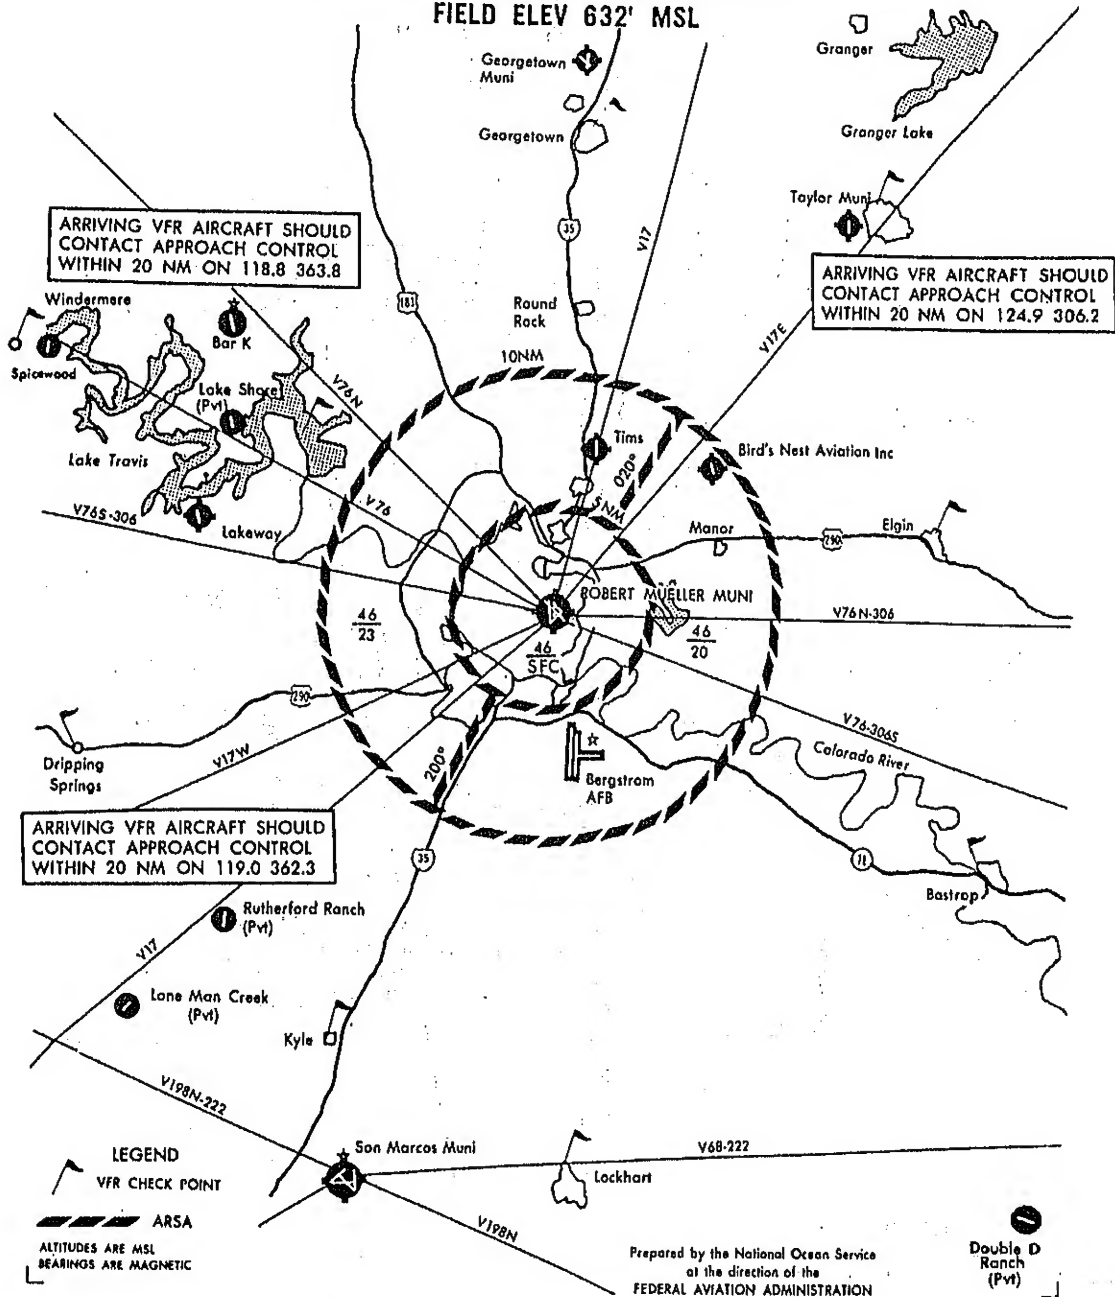 FIELD ELEV 632' MSL
Georgetown
Muni
Granger
Georgetown
Granger Lake
Taylor Muni
ARRIVING VFR AIRCRAFT SHOULD
CONTACT APPROACH CONTROL
WITHIN 20 NM ON 118.8 363.8
35
V17
ARRIVING VFR AIRCRAFT SHOULD
CONTACT APPROACH CONTROL
WITHIN 20 NM ON 124.9 306.2
Windermere
Bar K
183
Round
Rock
V17E
Spicewood
10NM
V76N
Lake Shore
(Pvt)
Lake Travis
Tims
020°
Bird's Nest Aviation Inc
V76S-306
Lakeway
V76
5NM
Manor
290
Elgin
ROBERT MUELLER MUNI
46
23
46
SFC
46
20
V76N-306
290
V76-306S
Dripping
Springs
V17W
200°
Bergstrom
AFB
Colorado River
ARRIVING VFR AIRCRAFT SHOULD
CONTACT APPROACH CONTROL
WITHIN 20 NM ON 119.0 362.3
35
71
Bastrop
Rutherford Ranch
(Pvt)
V17
Lone Man Creek
(Pvt)
Kyle
V198N-222
LEGEND
VFR CHECK POINT
ARSA
ALTITUDES ARE MSL
BEARINGS ARE MAGNETIC
San Marcos Muni
V68-222
Lockhart
V198N
Prepared by the National Ocean Service
at the direction of the
FEDERAL AVIATION ADMINISTRATION
Double D
Ranch
(Pvt)